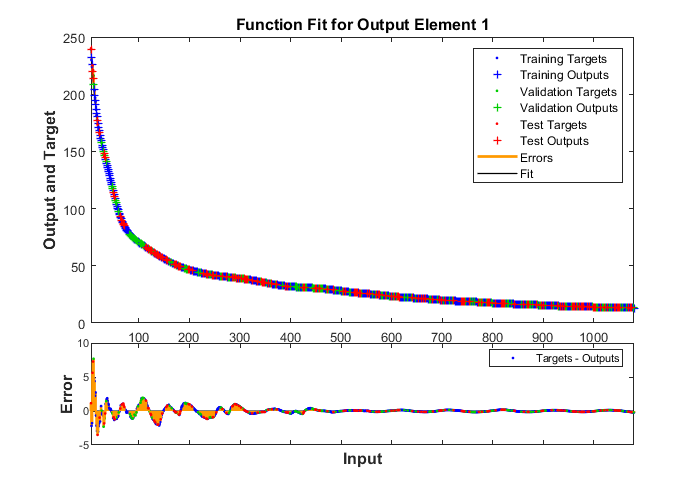 Function Fit for Output Element 1
250
200
150
100
50
0
Output and Target
Training Targets
Training Outputs
Validation Targets
Validation Outputs
Test Targets
Test Outputs
Errors
Fit
100 200 300 400 500 600 700 800 900 1000
10
5
0
-5
Error
Targets - Outputs
Input